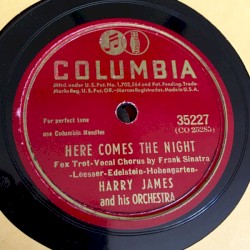 COLUMBIA
Mfd. under U.S. Pat. No. 1,702,564 and Pat. Pending. Trade-
Marks Reg. U.S. Pat. Off.-Marcas Registradas. Made in U.S.A.
For perfect tone
use Columbia Needles
35227
(CO 25285)
HERE COMES THE NIGHT
Fox Trot-Vocal Chorus by Frank Sinatra
-Loesser-Edelstein-Hohengarten-
HARRY JAMES
and his ORCHESTRA